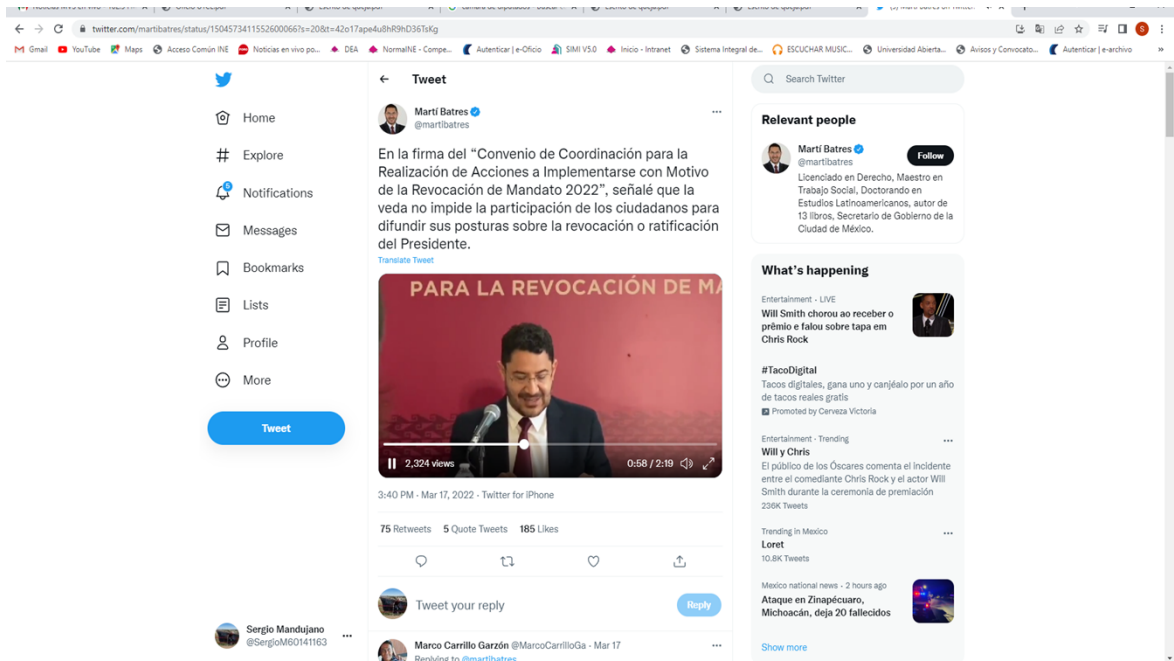 twitter.com/martibatres/status/1504573411552600066?s=20&t=42o17ape4u8hR9hD36TsKg
Gmail YouTube Maps Acceso Común INE Noticias en vivo po... DEA NormaINE - Compe... Autenticar | e-Oficio SIMI V5.0 Inicio - Intranet Sistema Integral de... ESCUCHAR MUSIC... Universidad Abierta... Avisos y Convocato... Autenticar | e-archivo »
Home
Explore
5
Notifications
Messages
Bookmarks
Lists
Profile
More
Tweet
Sergio Mandujano
@SergioM60141163
Tweet
Martí Batres
@martibatres
En la firma del “Convenio de Coordinación para la
Realización de Acciones a Implementarse con Motivo
de la Revocación de Mandato 2022”, señalé que la
veda no impide la participación de los ciudadanos para
difundir sus posturas sobre la revocación o ratificación
del Presidente.
Translate Tweet
PARA LA REVOCACIÓN DE MA
2,324 views
0:58 / 2:19
3:40 PM · Mar 17, 2022 · Twitter for iPhone
75 Retweets 5 Quote Tweets 185 Likes
Tweet your reply
Reply
Marco Carrillo Garzón @MarcoCarrilloGa · Mar 17
Replying to @martibatres
Search Twitter
Relevant people
Martí Batres
@martibatres
Follow
Licenciado en Derecho, Maestro en
Trabajo Social, Doctorando en
Estudios Latinoamericanos, autor de
13 libros, Secretario de Gobierno de la
Ciudad de México.
What's happening
Entertainment · LIVE
Will Smith chorou ao receber o
prêmio e falou sobre tapa em
Chris Rock
#TacoDigital
Tacos digitales, gana uno y canjéalo por un año
de tacos reales gratis
Promoted by Cerveza Victoria
Entertainment · Trending
Will y Chris
El público de los Óscares comenta el incidente
entre el comediante Chris Rock y el actor Will
Smith durante la ceremonia de premiación
236K Tweets
Trending in Mexico
Loret
10.8K Tweets
Mexico national news · 2 hours ago
Ataque en Zinapécuaro,
Michoacán, deja 20 fallecidos
Show more